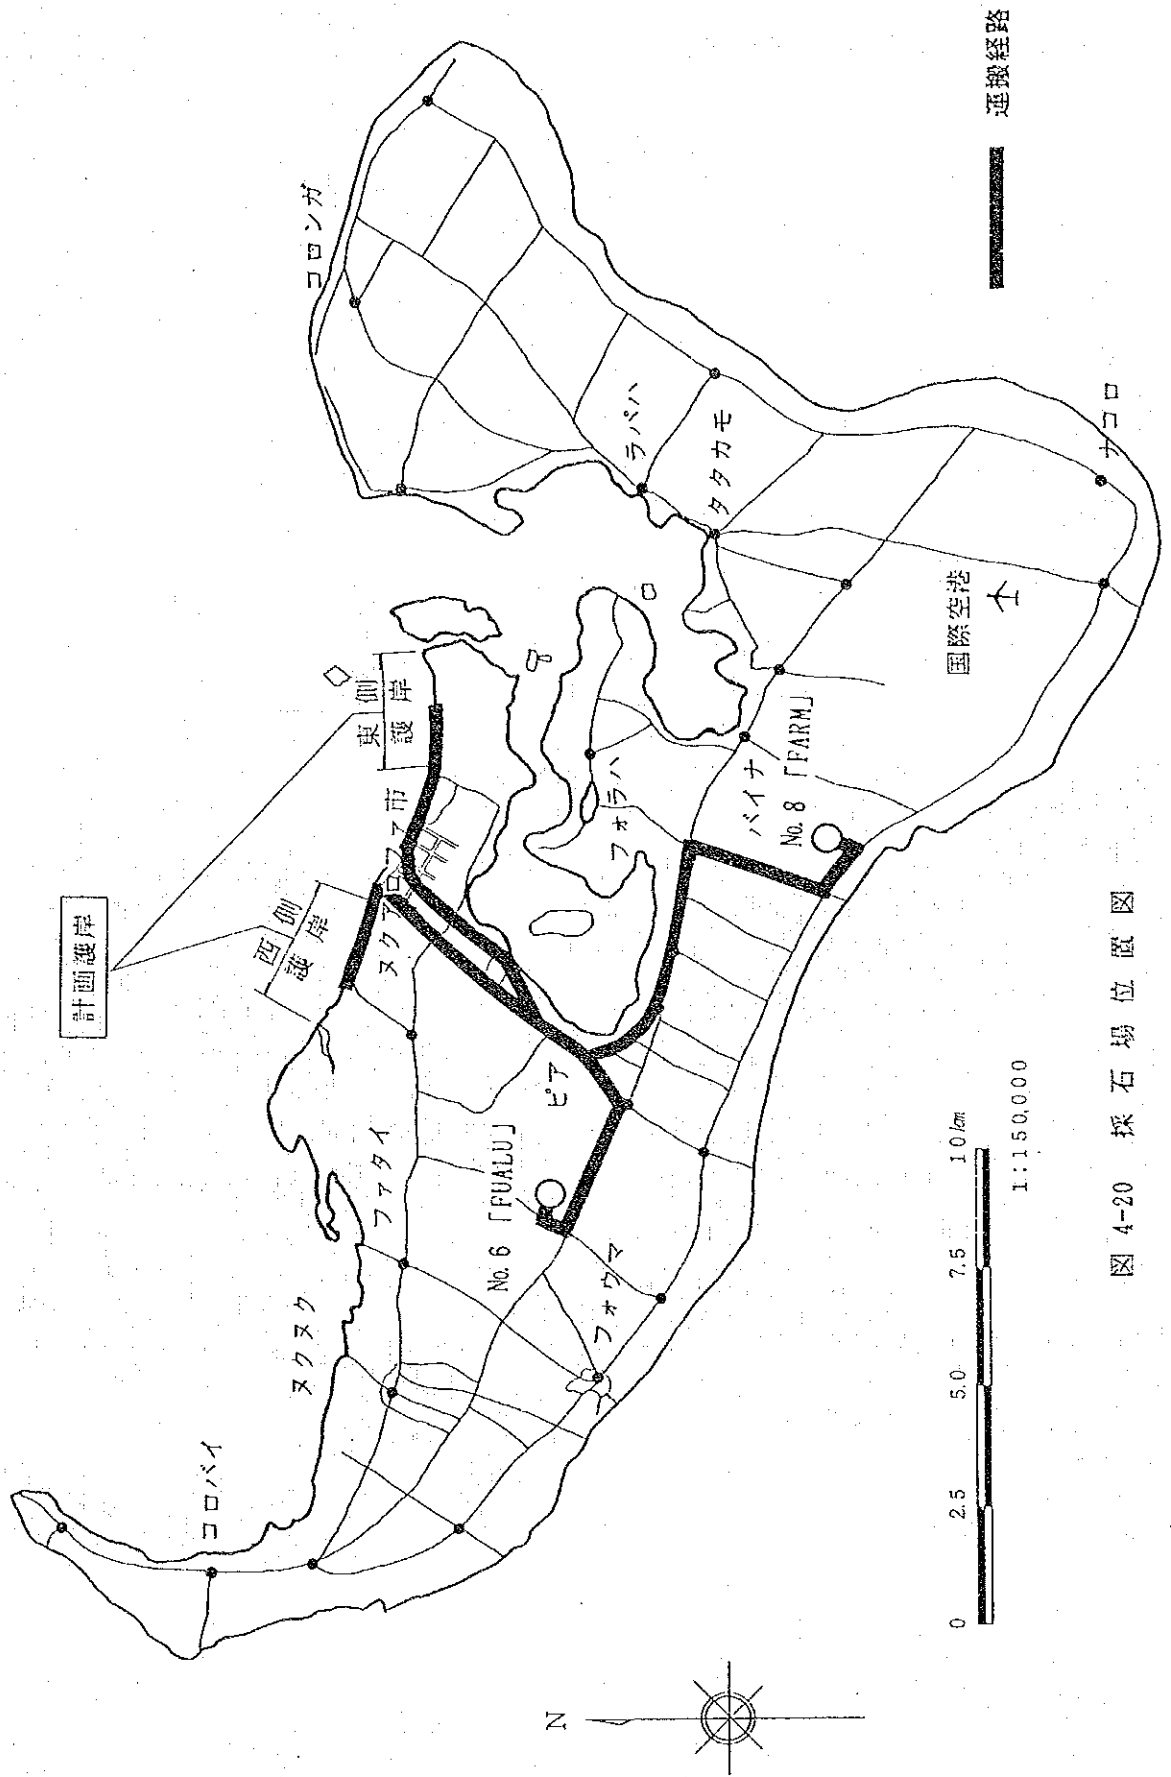 計画護岸
西側
護岸
東側
護岸
コロンガ
ヌクアロファ市
ラパハ
タタカモ
フォラハ
バイナ
No. 8 「FARM」
国際空港
ナコロ
ピア
ファタイ
No. 6 「FUALU」
フォウマ
ヌクヌク
コロバイ
運搬経路
N
0 2.5 5.0 7.5 10km
1:150,000
図 4-20 採石場位置図